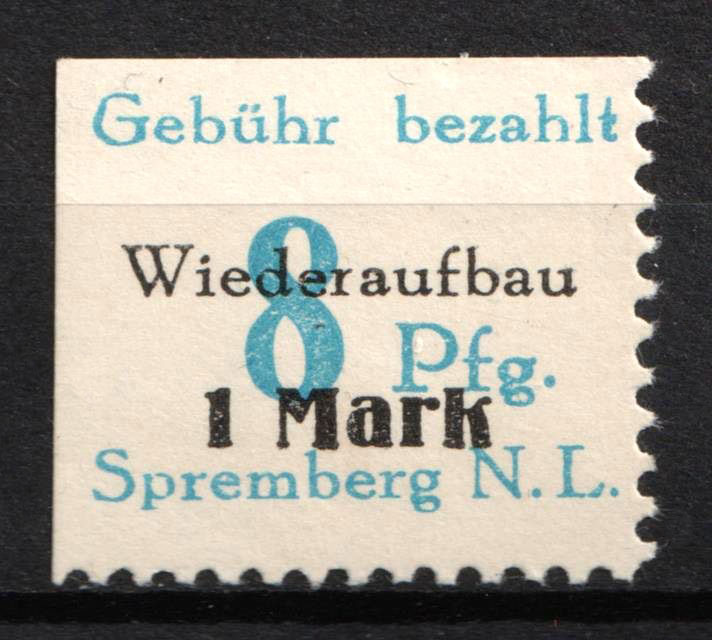 Gebühr bezahlt
Wiederaufbau
8 Pfg.
1 Mark
Spremberg N.L.